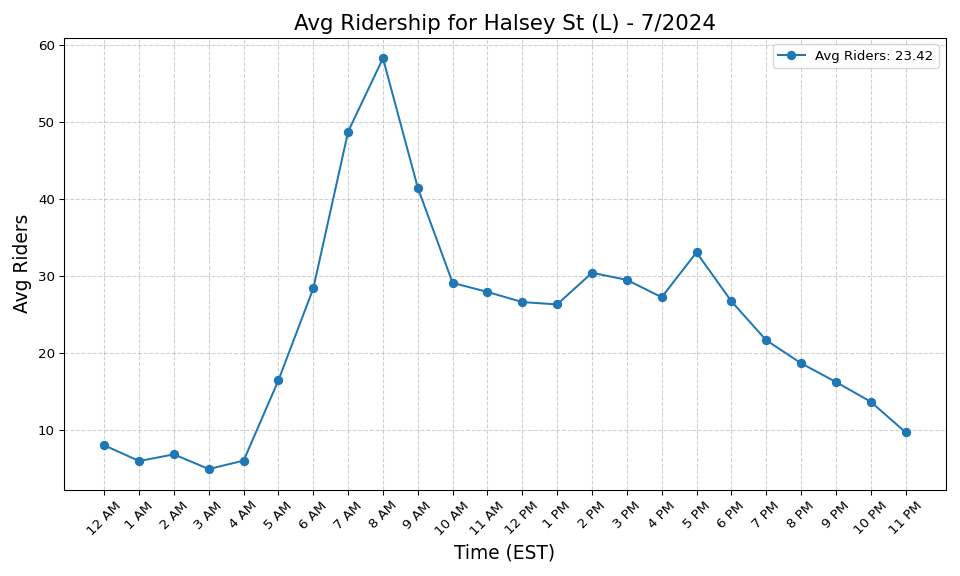 Avg Ridership for Halsey St (L) - 7/2024
Avg Riders: 23.42
60
50
40
30
20
10
Avg Riders
12 AM
1 AM
2 AM
3 AM
4 AM
5 AM
6 AM
7 AM
8 AM
9 AM
10 AM
11 AM
12 PM
1 PM
2 PM
3 PM
4 PM
5 PM
6 PM
7 PM
8 PM
9 PM
10 PM
11 PM
Time (EST)